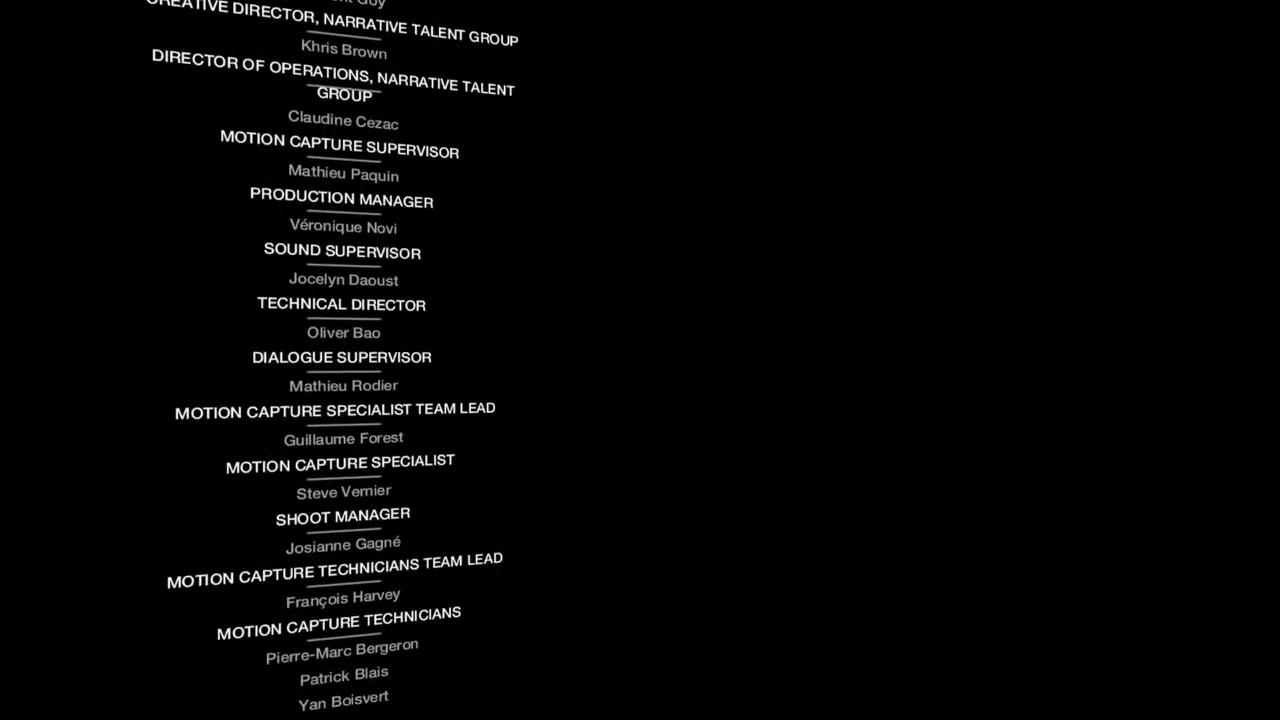 Guy
CREATIVE DIRECTOR, NARRATIVE TALENT GROUP
Khris Brown
DIRECTOR OF OPERATIONS, NARRATIVE TALENT
GROUP
Claudine Cezac
MOTION CAPTURE SUPERVISOR
Mathieu Paquin
PRODUCTION MANAGER
Véronique Novi
SOUND SUPERVISOR
Jocelyn Daoust
TECHNICAL DIRECTOR
Oliver Bao
DIALOGUE SUPERVISOR
Mathieu Rodier
MOTION CAPTURE SPECIALIST TEAM LEAD
Guillaume Forest
MOTION CAPTURE SPECIALIST
Steve Vernier
SHOOT MANAGER
Josianne Gagné
MOTION CAPTURE TECHNICIANS TEAM LEAD
François Harvey
MOTION CAPTURE TECHNICIANS
Pierre-Marc Bergeron
Patrick Blais
Yan Boisvert